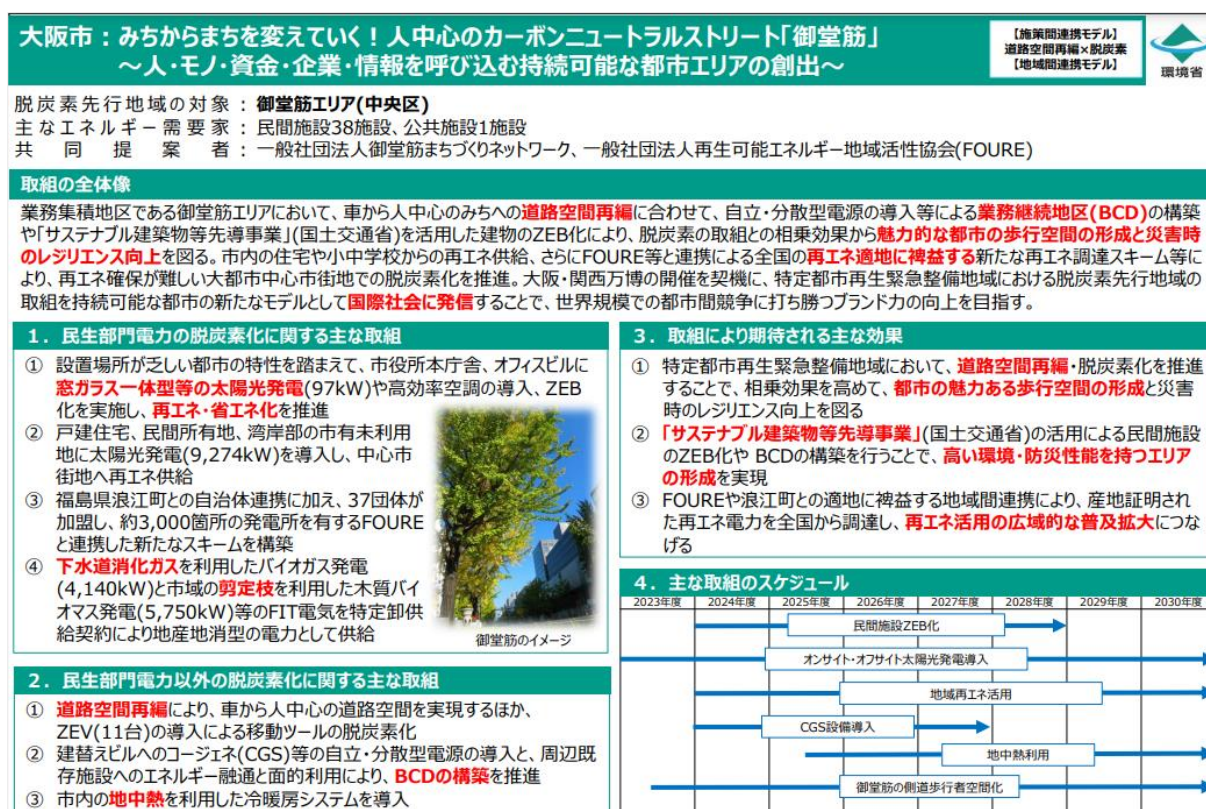 大阪市：みちからまちを変えていく！人中心のカーボンニュートラルストリート「御堂筋」
～人・モノ・資金・企業・情報を呼び込む持続可能な都市エリアの創出～
【施策間連携モデル】
道路空間再編×脱炭素
【地域間連携モデル】
環境省
脱炭素先行地域の対象：御堂筋エリア(中央区)
主なエネルギー需要家：民間施設38施設、公共施設1施設
共同提案者：一般社団法人御堂筋まちづくりネットワーク、一般社団法人再生可能エネルギー地域活性協会(FOURE)
取組の全体像
業務集積地区である御堂筋エリアにおいて、車から人中心のみちへの道路空間再編に合わせて、自立・分散型電源の導入等による業務継続地区(BCD)の構築
や「サステナブル建築物等先導事業」(国土交通省)を活用した建物のZEB化により、脱炭素の取組との相乗効果から魅力的な都市の歩行空間の形成と災害時
のレジリエンス向上を図る。市内の住宅や小中学校からの再エネ供給、さらにFOURE等と連携による全国の再エネ適地に裨益する新たな再エネ調達スキーム等に
より、再エネ確保が難しい大都市中心市街地での脱炭素化を推進。大阪・関西万博の開催を契機に、特定都市再生緊急整備地域における脱炭素先行地域の
取組を持続可能な都市の新たなモデルとして国際社会に発信することで、世界規模での都市間競争に打ち勝つブランド力の向上を目指す。
1．民生部門電力の脱炭素化に関する主な取組
① 設置場所が乏しい都市の特性を踏まえて、市役所本庁舎、オフィスビルに
窓ガラス一体型等の太陽光発電(97kW)や高効率空調の導入、ZEB
化を実施し、再エネ・省エネ化を推進
② 戸建住宅、民間所有地、湾岸部の市有未利用
地に太陽光発電(9,274kW)を導入し、中心市
街地へ再エネ供給
③ 福島県浪江町との自治体連携に加え、37団体が
加盟し、約3,000箇所の発電所を有するFOURE
と連携した新たなスキームを構築
④ 下水道消化ガスを利用したバイオガス発電
(4,140kW)と市域の剪定枝を利用した木質バイ
オマス発電(5,750kW)等のFIT電気を特定卸供
給契約により地産地消型の電力として供給
御堂筋のイメージ
2．民生部門電力以外の脱炭素化に関する主な取組
① 道路空間再編により、車から人中心の道路空間を実現するほか、
ZEV(11台)の導入による移動ツールの脱炭素化
② 建替えビルへのコージェネ(CGS)等の自立・分散型電源の導入と、周辺既
存施設へのエネルギー融通と面的利用により、BCDの構築を推進
③ 市内の地中熱を利用した冷暖房システムを導入
3．取組により期待される主な効果
① 特定都市再生緊急整備地域において、道路空間再編・脱炭素化を推進
することで、相乗効果を高めて、都市の魅力ある歩行空間の形成と災害
時のレジリエンス向上を図る
② 「サステナブル建築物等先導事業」(国土交通省)の活用による民間施設
のZEB化や BCDの構築を行うことで、高い環境・防災性能を持つエリア
の形成を実現
③ FOUREや浪江町との適地に裨益する地域間連携により、産地証明され
た再エネ電力を全国から調達し、再エネ活用の広域的な普及拡大につな
げる
4．主な取組のスケジュール
2023年度 2024年度 2025年度 2026年度 2027年度 2028年度 2029年度 2030年度
民間施設ZEB化
オンサイト・オフサイト太陽光発電導入
地域再エネ活用
CGS設備導入
地中熱利用
御堂筋の側道歩行者空間化